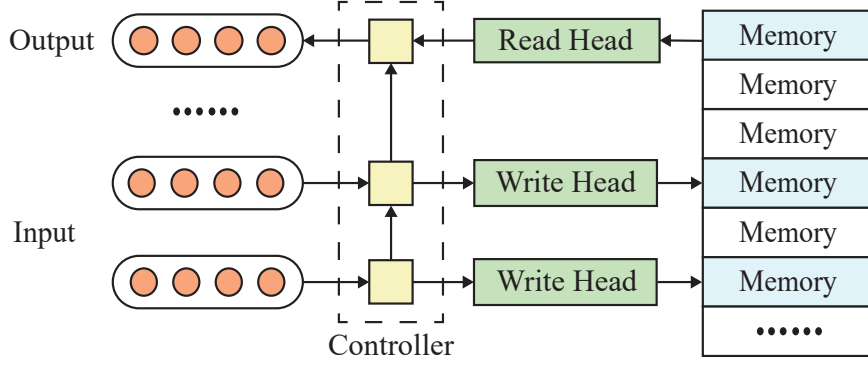 Output
Read Head
Memory
Memory
......
Memory
Write Head
Memory
Input
Memory
Write Head
Memory
......
Controller